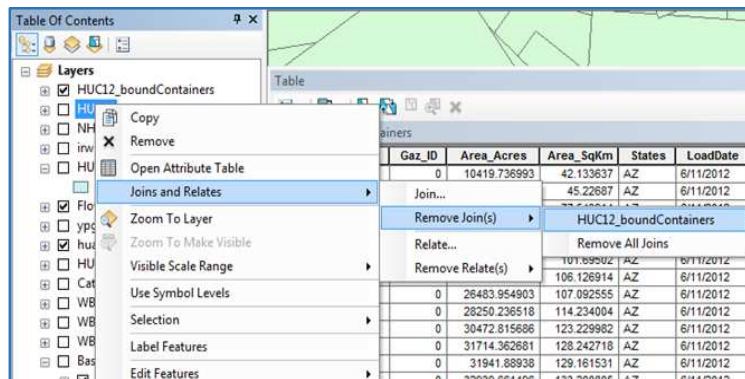 Table Of Contents
Layers
HUC12_boundContainers
HU
NH
irw
HU
Flo
ypg
hua
HU
Cat
WB
WB
WB
Bas
Copy
Remove
Open Attribute Table
Joins and Relates
Zoom To Layer
Zoom To Make Visible
Visible Scale Range
Use Symbol Levels
Selection
Label Features
Edit Features
Join...
Remove Join(s)
Relate...
Remove Relate(s)
HUC12_boundContainers
Remove All Joins
Table
ainers
Gaz_ID Area_Acres Area_SqKm States LoadDate
0 10419.736993 42.133637 AZ 6/11/2012
45.22687 AZ 6/11/2012
101.69502 AZ 6/11/2012
106.126914 AZ 6/11/2012
0 26483.954903 107.092555 AZ 6/11/2012
0 28250.236518 114.234004 AZ 6/11/2012
0 30472.815686 123.229982 AZ 6/11/2012
0 31714.362681 128.242718 AZ 6/11/2012
0 31941.88938 129.161531 AZ 6/11/2012